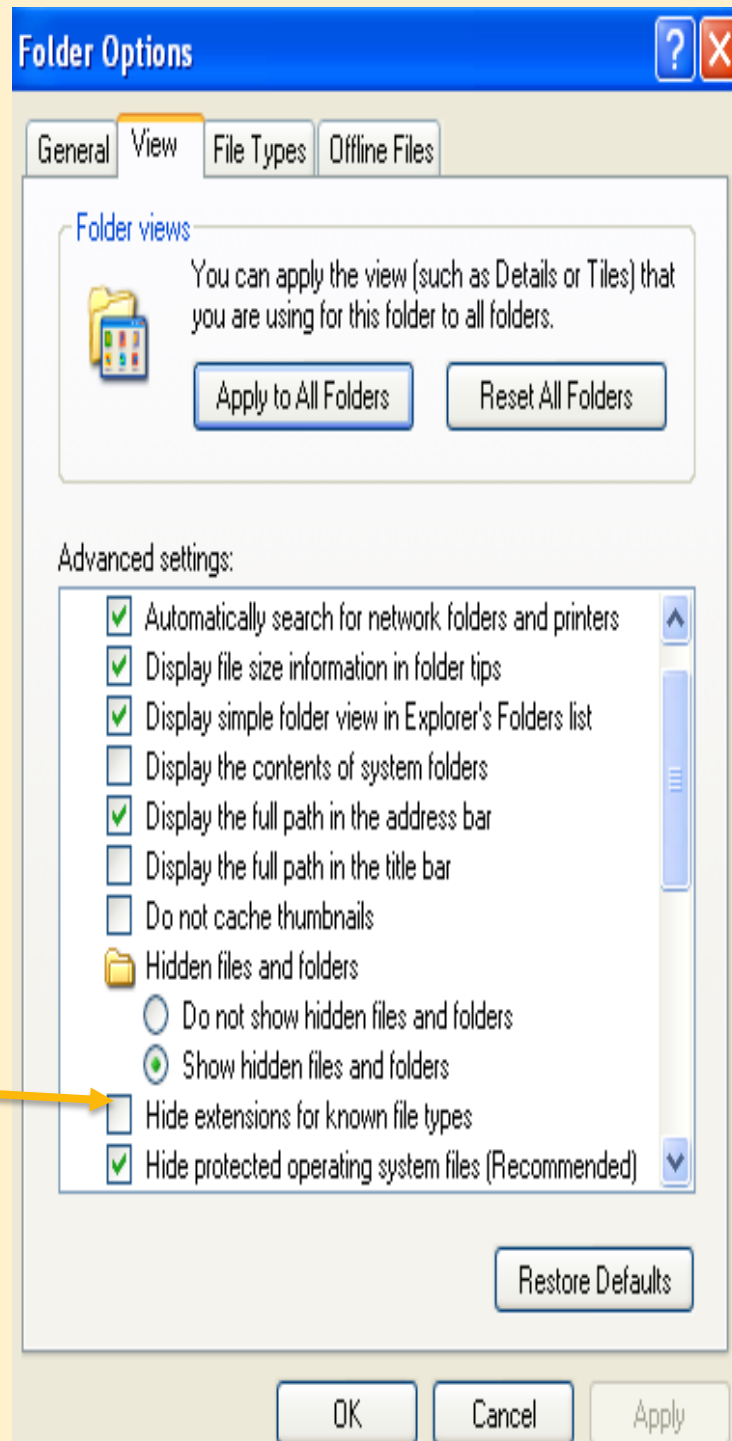 Folder Options
General View File Types Offline Files
Folder views
You can apply the view (such as Details or Tiles) that
you are using for this folder to all folders.
Apply to All Folders Reset All Folders
Advanced settings:
Automatically search for network folders and printers
Display file size information in folder tips
Display simple folder view in Explorer's Folders list
Display the contents of system folders
Display the full path in the address bar
Display the full path in the title bar
Do not cache thumbnails
Hidden files and folders
Do not show hidden files and folders
Show hidden files and folders
Hide extensions for known file types
Hide protected operating system files (Recommended)
Restore Defaults
OK Cancel Apply